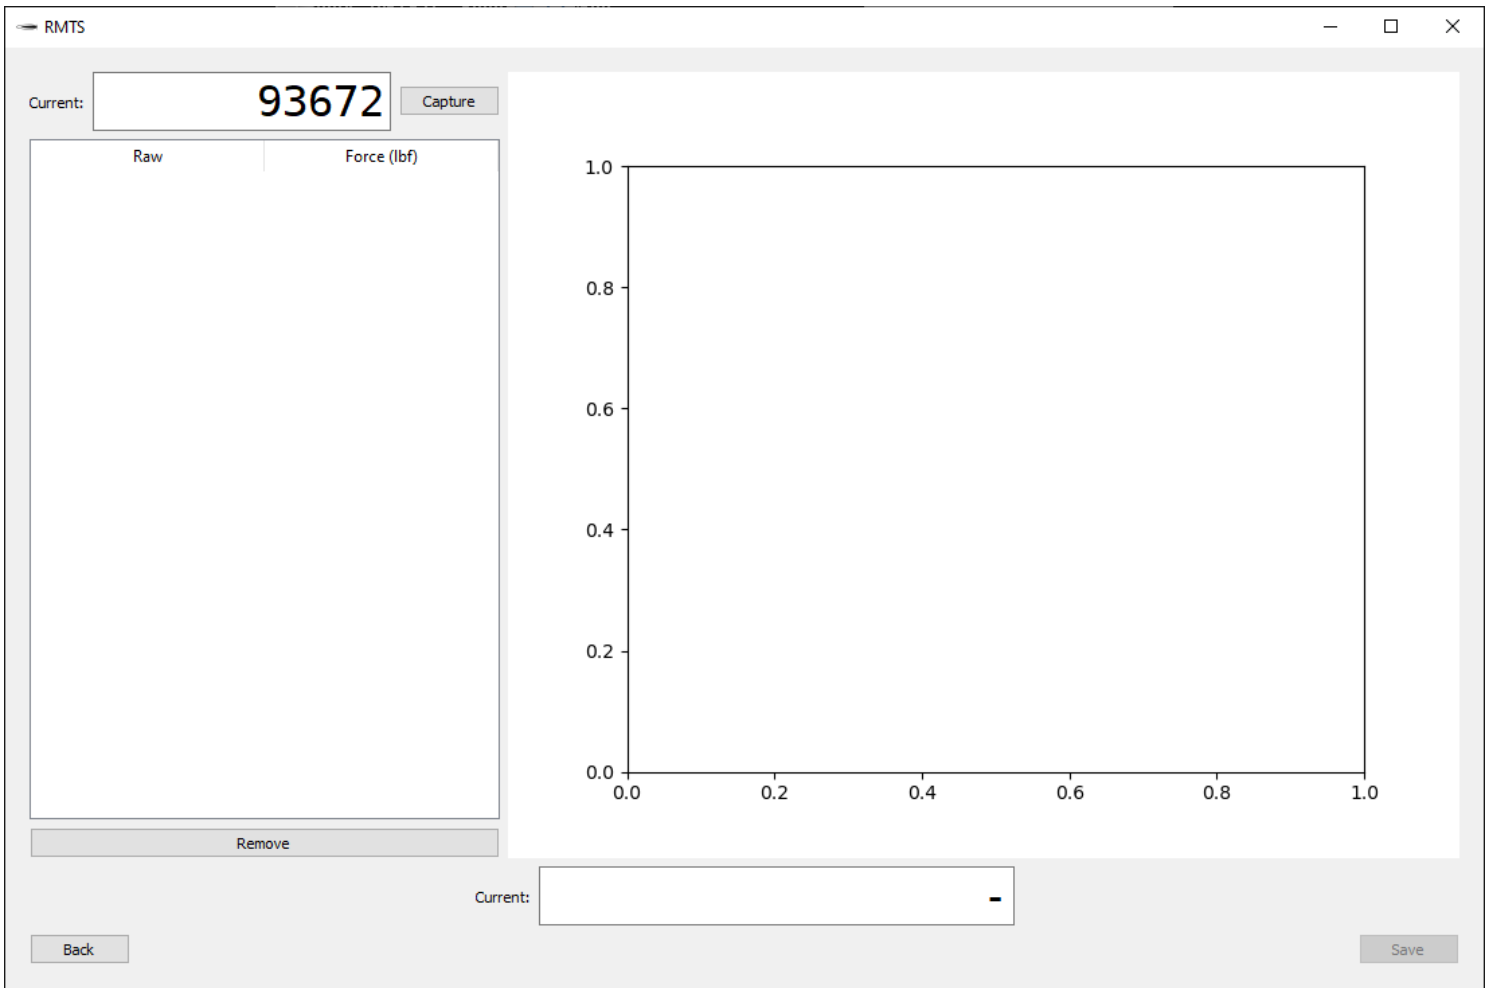 RMTS
Current: 93672 Capture
Raw Force (lbf)
1.0
0.8
0.6
0.4
0.2
0.0
0.0 0.2 0.4 0.6 0.8 1.0
Remove
Current: -
Back Save